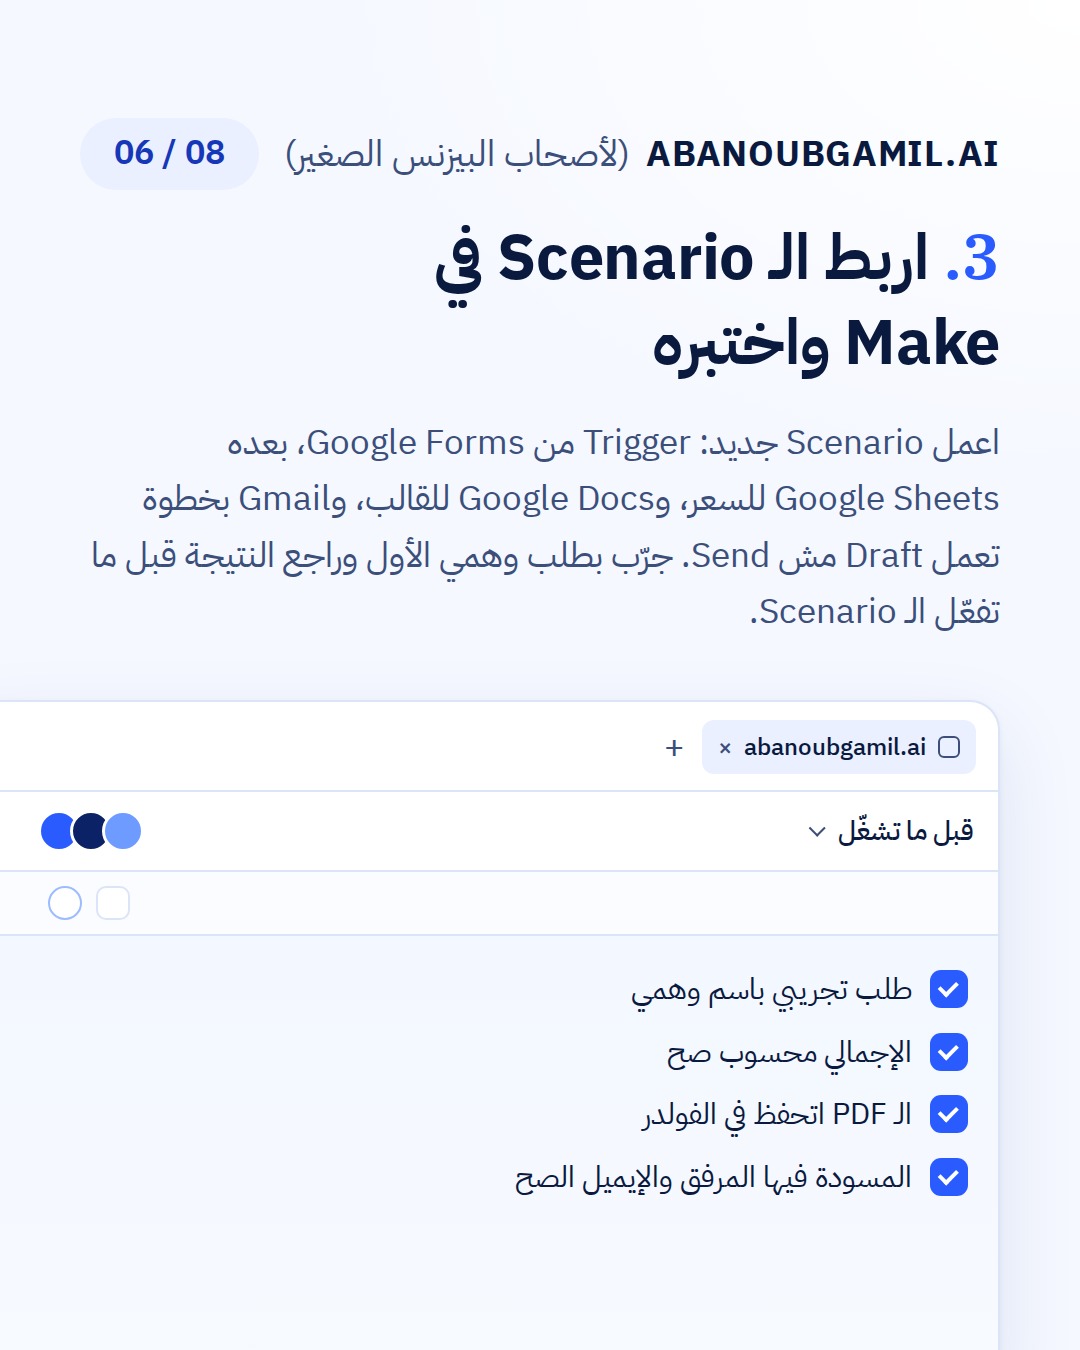 ABANOUBGAMIL.AI (لأصحاب البيزنس الصغير)
06 / 08
3. اربط الـ Scenario في
Make واختبره
اعمل Scenario جديد: Trigger من Google Forms، بعده
Google Sheets للسعر، وGoogle Docs للقالب، وGmail بخطوة
تعمل Draft مش Send. جرّب بطلب وهمي الأول وراجع النتيجة قبل ما
تفعّل الـ Scenario.
abanoubgamil.ai × +
قبل ما تشغّل
طلب تجريبي باسم وهمي
الإجمالي محسوب صح
الـ PDF اتحفظ في الفولدر
المسودة فيها المرفق والإيميل الصح